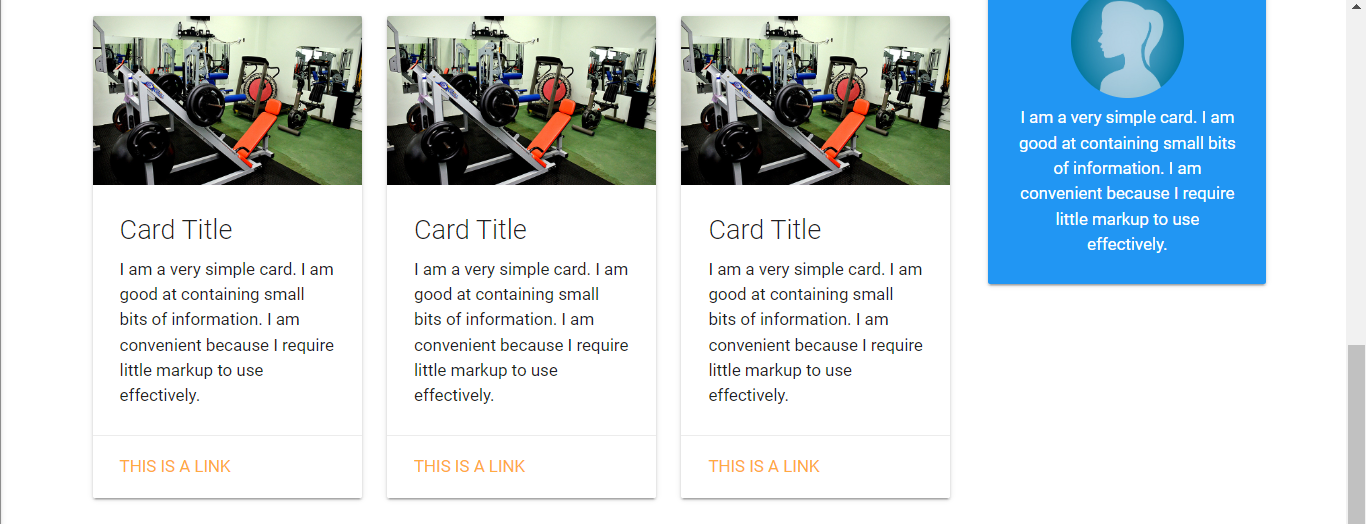 Card Title
I am a very simple card. I am
good at containing small
bits of information. I am
convenient because I require
little markup to use
effectively.
THIS IS A LINK
Card Title
I am a very simple card. I am
good at containing small
bits of information. I am
convenient because I require
little markup to use
effectively.
THIS IS A LINK
Card Title
I am a very simple card. I am
good at containing small
bits of information. I am
convenient because I require
little markup to use
effectively.
THIS IS A LINK
I am a very simple card. I am
good at containing small bits
of information. I am
convenient because I require
little markup to use
effectively.